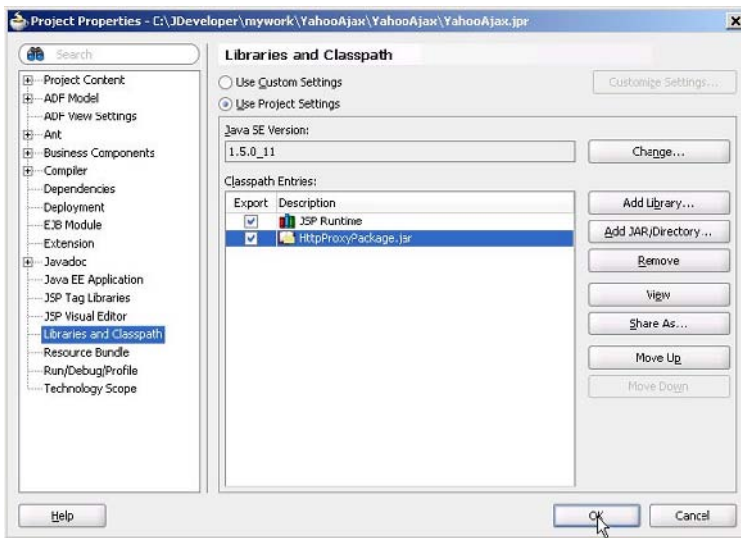 Project Properties - C:\JDeveloper\mywork\YahooAjax\YahooAjax\YahooAjax.jpr
Search
Project Content
ADF Model
ADF View Settings
Ant
Business Components
Compiler
Dependencies
Deployment
EJB Module
Extension
Javadoc
Java EE Application
JSP Tag Libraries
JSP Visual Editor
Libraries and Classpath
Resource Bundle
Run/Debug/Profile
Technology Scope
Libraries and Classpath
Use Custom Settings
Customize Settings...
Use Project Settings
Java SE Version:
1.5.0_11
Change...
Classpath Entries:
Export Description
JSP Runtime
HttpProxyPackage.jar
Add Library...
Add JAR/Directory...
Remove
View
Share As...
Move Up
Move Down
Help
OK
Cancel